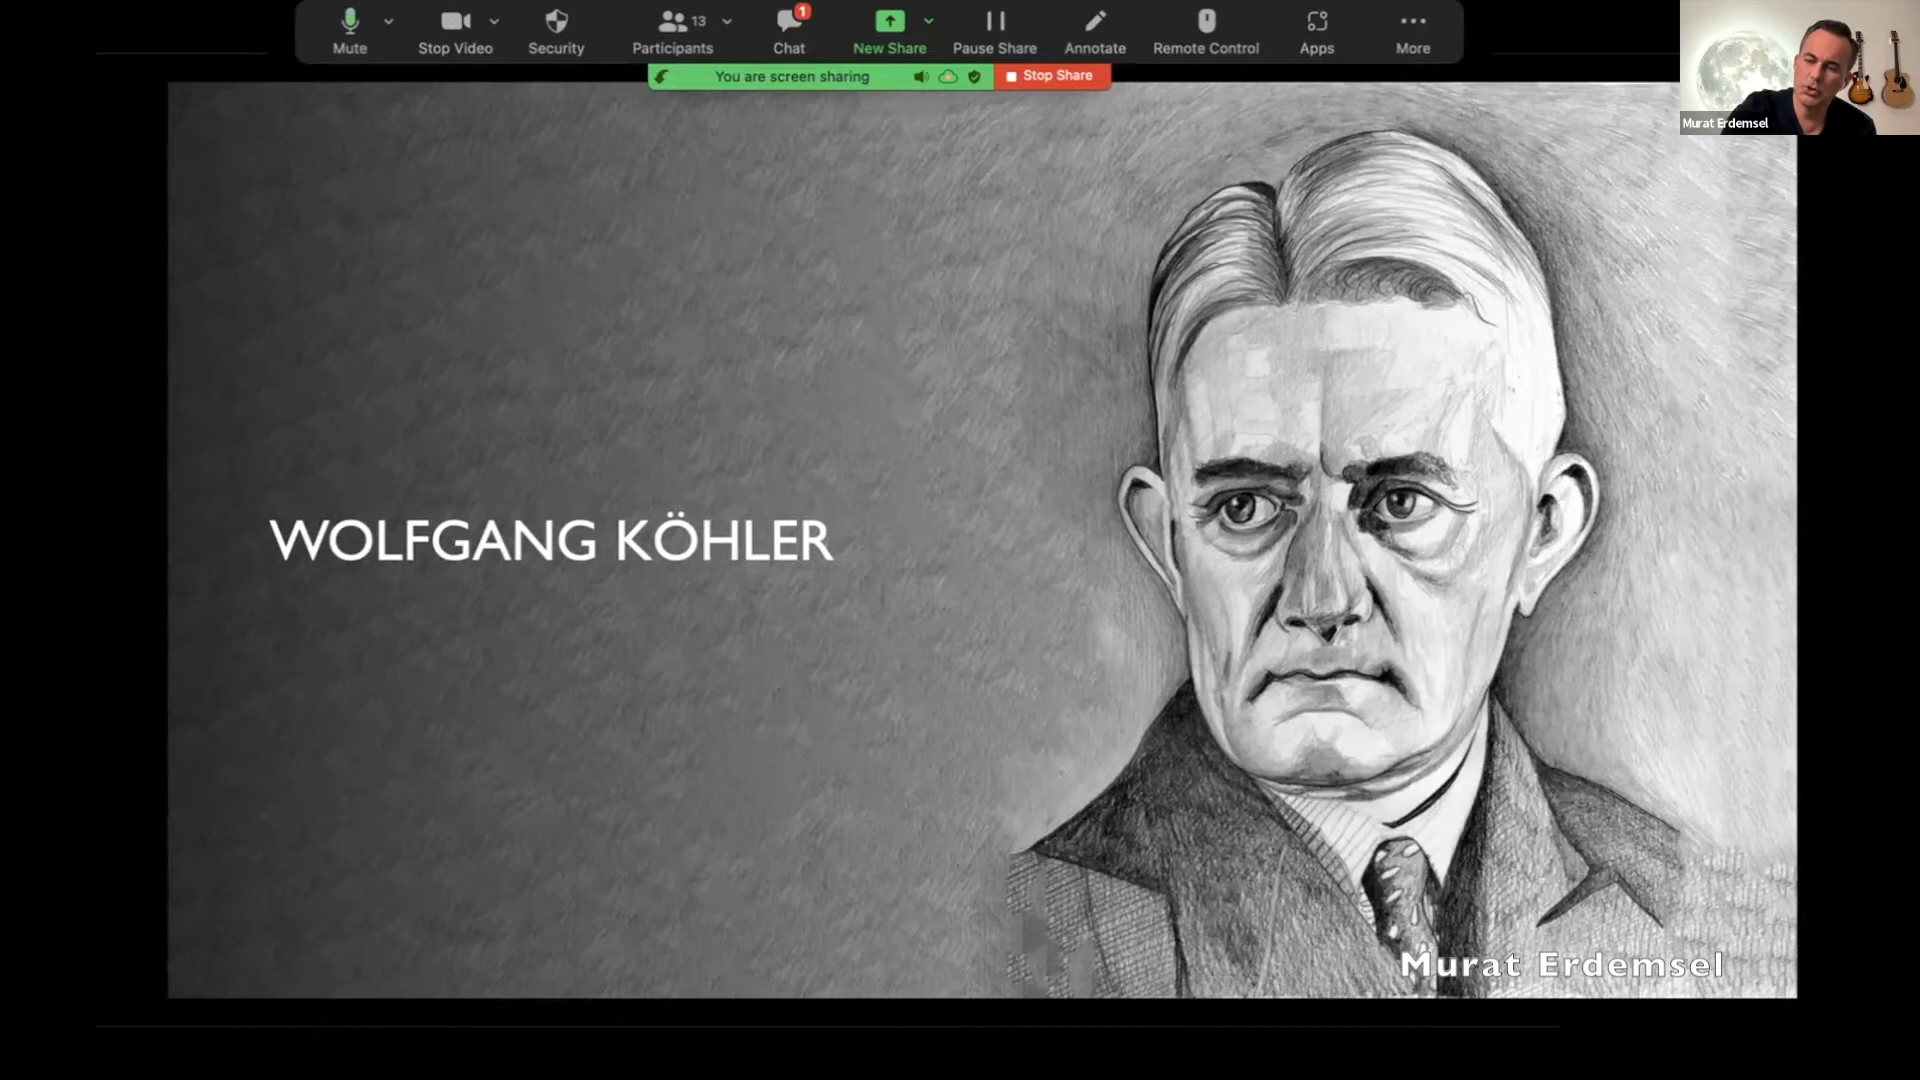 Mute
Stop Video
Security
13
Participants
1
Chat
New Share
Pause Share
Annotate
Remote Control
Apps
More
You are screen sharing
Stop Share
Murat Erdemsel
WOLFGANG KÖHLER
Murat Erdemsel